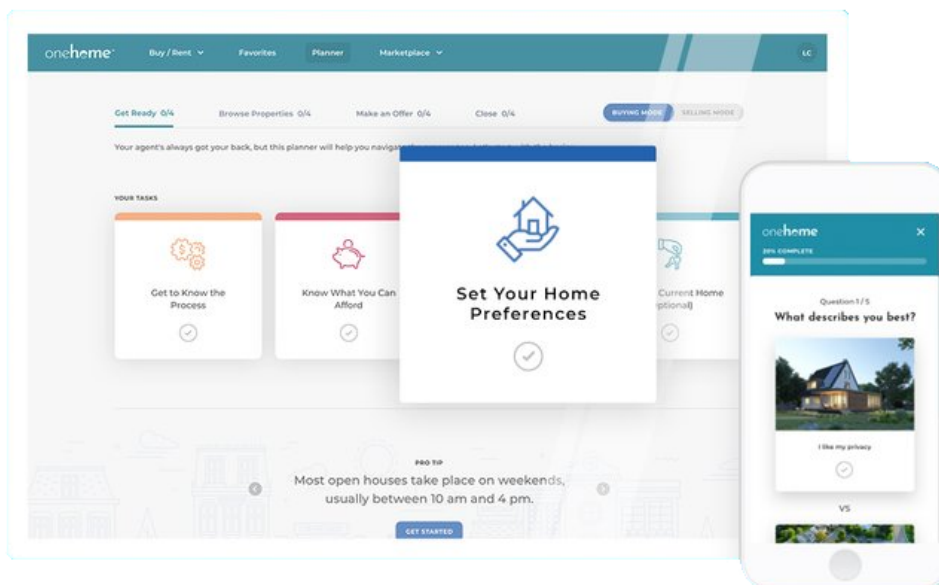 onehome
Buy / Rent
Favorites
Planner
Marketplace
LC
Get Ready 0/4
Browse Properties 0/4
Make an Offer 0/4
Close 0/4
BUYING MODE
SELLING MODE
Your agent's always got your back, but this planner will help you navigate
YOUR TASKS
Get to Know the
Process
Know What You Can
Afford
Set Your Home
Preferences
Current Home
PRO TIP
Most open houses take place on weekends,
usually between 10 am and 4 pm.
GET STARTED
onehome
20% COMPLETE
Question 1 / 5
What describes you best?
I like my privacy
VS